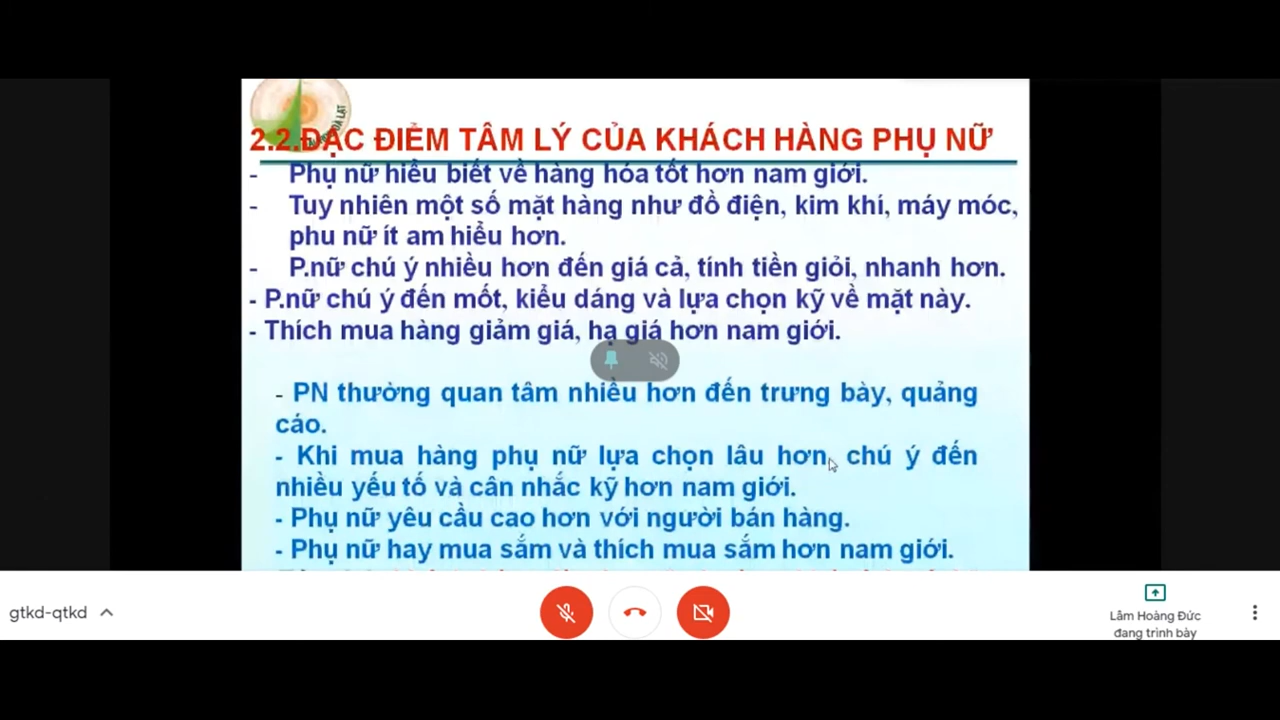 ĐÀ LẠT
2.2.ĐẶC ĐIỂM TÂM LÝ CỦA KHÁCH HÀNG PHỤ NỮ
- Phụ nữ hiểu biết về hàng hóa tốt hơn nam giới.
- Tuy nhiên một số mặt hàng như đồ điện, kim khí, máy móc,
phu nữ ít am hiểu hơn.
- P.nữ chú ý nhiều hơn đến giá cả, tính tiền giỏi, nhanh hơn.
- P.nữ chú ý đến mốt, kiểu dáng và lựa chọn kỹ về mặt này.
- Thích mua hàng giảm giá, hạ giá hơn nam giới.
- PN thường quan tâm nhiều hơn đến trưng bày, quảng
cáo.
- Khi mua hàng phụ nữ lựa chọn lâu hơn, chú ý đến
nhiều yếu tố và cân nhắc kỹ hơn nam giới.
- Phụ nữ yêu cầu cao hơn với người bán hàng.
- Phụ nữ hay mua sắm và thích mua sắm hơn nam giới.
gtkd-qtkd
Lâm Hoàng Đức
đang trình bày